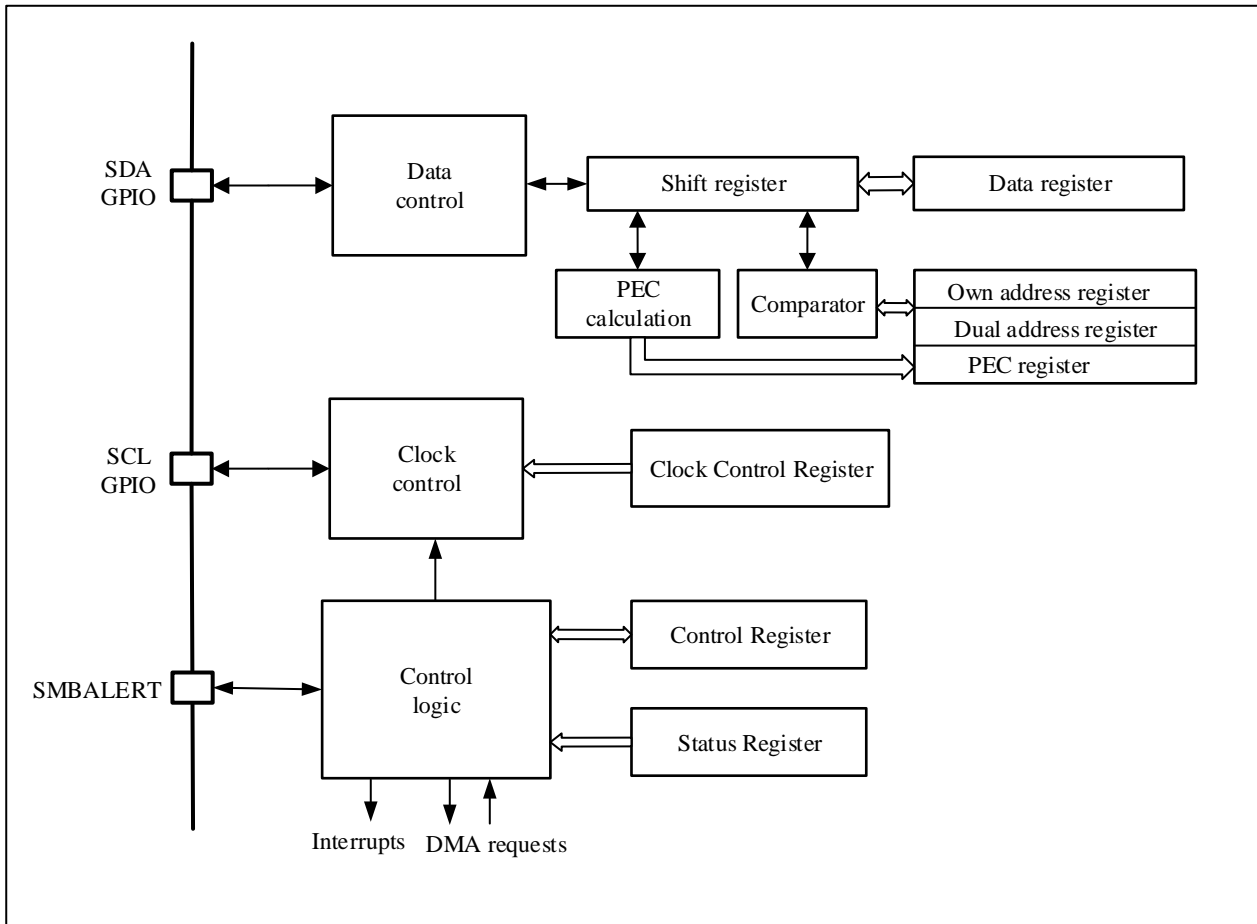 SDA
GPIO
Data
control
Shift register
Data register
PEC
calculation
Comparator
Own address register
Dual address register
PEC register
SCL
GPIO
Clock
control
Clock Control Register
SMBALERT
Control
logic
Control Register
Status Register
Interrupts
DMA requests